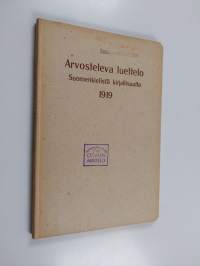 Arvosteleva luettelo
Suomenkielistä kirjallisuutta
1919